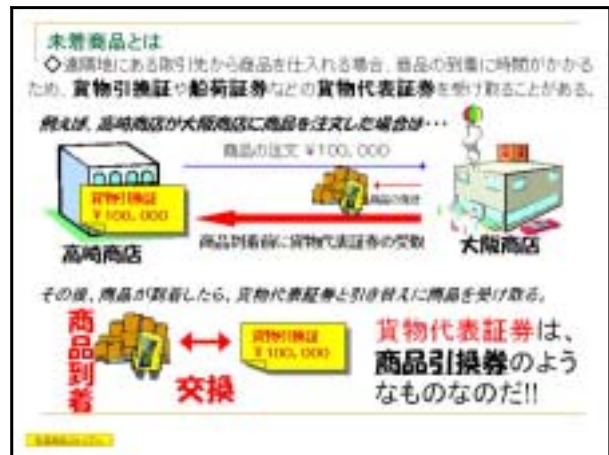 未着商品とは
◇遠隔地にある取引先から商品を仕入れる場合、商品の到着に時間がかかる
ため、貨物引換証や船荷証券などの貨物代表証券を受け取ることがある。
例えば、高崎商店が大阪商店に商品を注文した場合は・・・
商品の注文 ¥100,000
貨物引換証
¥100,000
商品の発送
商品到着前に貨物代表証券の受取
高崎商店
大阪商店
その後、商品が到着したら、貨物代表証券と引き替えに商品を受け取る。
商品到着
交換
貨物引換証
¥100,000
貨物代表証券は、
商品引換券のよう
なものなのだ!!